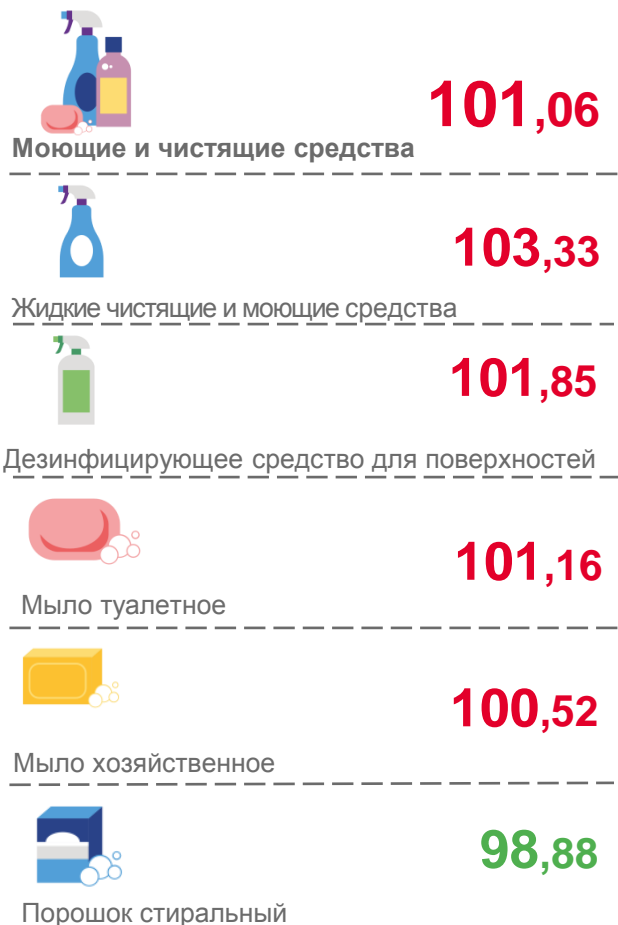 101,06
Моющие и чистящие средства
103,33
Жидкие чистящие и моющие средства
101,85
Дезинфицирующее средство для поверхностей
101,16
Мыло туалетное
100,52
Мыло хозяйственное
98,88
Порошок стиральный